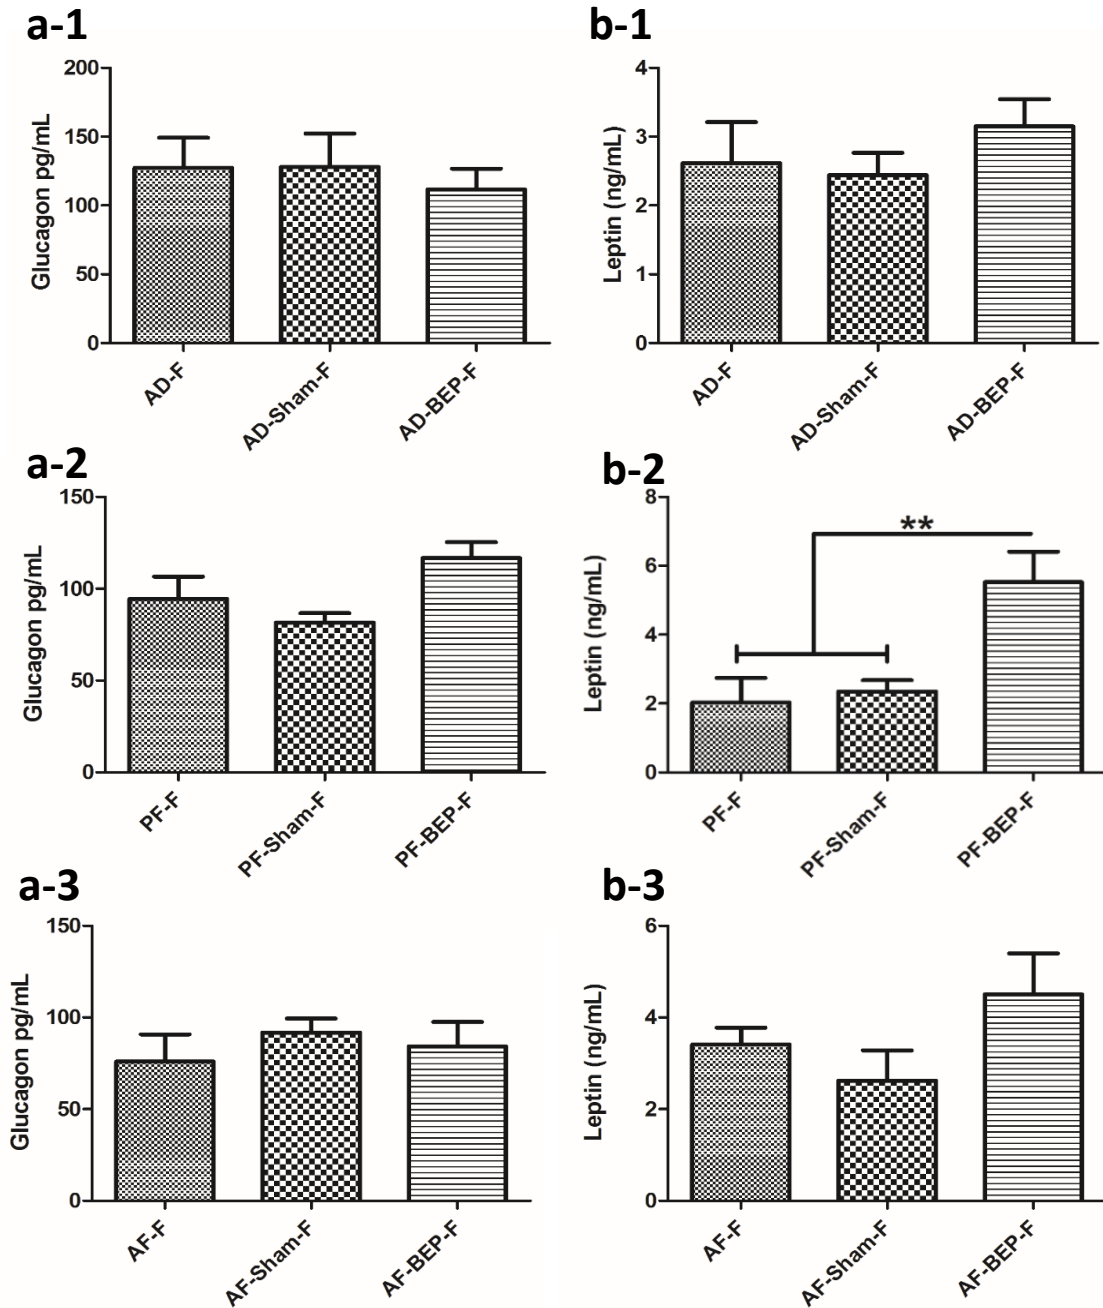 a-1
b-1
Glucagon pg/mL
200
150
100
50
0
AD-F
AD-Sham-F
AD-BEP-F
Leptin (ng/mL)
4
3
2
1
0
AD-F
AD-Sham-F
AD-BEP-F
a-2
b-2
Glucagon pg/mL
150
100
50
0
PF-F
PF-Sham-F
PF-BEP-F
Leptin (ng/mL)
8
6
4
2
0
**
PF-F
PF-Sham-F
PF-BEP-F
a-3
b-3
Glucagon pg/mL
150
100
50
0
AF-F
AF-Sham-F
AF-BEP-F
Leptin (ng/mL)
6
4
2
0
AF-F
AF-Sham-F
AF-BEP-F